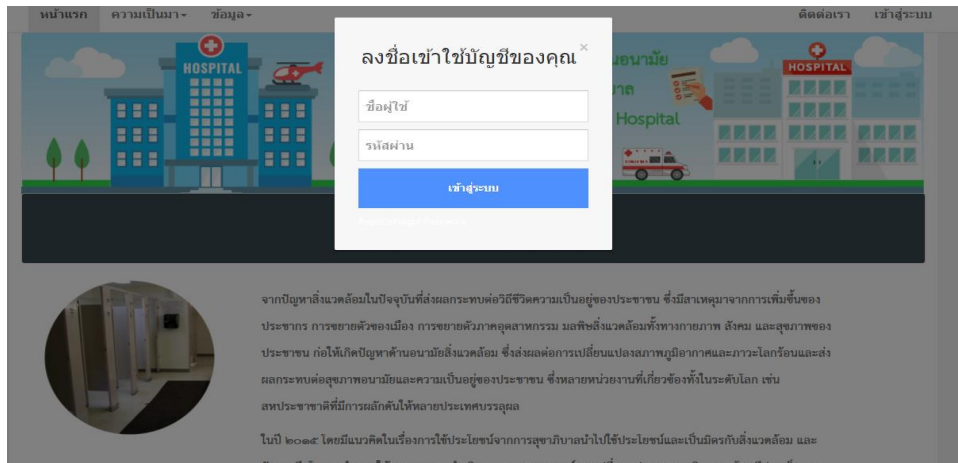 หน้าแรก ความเป็นมา ข้อมูล ติดต่อเรา เข้าสู่ระบบ
ลงชื่อเข้าใช้บัญชีของคุณ ×
HOSPITAL
HOSPITAL
Hospital
ชื่อผู้ใช้
รหัสผ่าน
เข้าสู่ระบบ
จากปัญหาสิ่งแวดล้อมในปัจจุบันที่ส่งผลกระทบต่อวิถีชีวิตความเป็นอยู่ของประชาชน ซึ่งมีสาเหตุมาจากการเพิ่มขึ้นของ
ประชากร การขยายตัวของเมือง การขยายตัวภาคอุตสาหกรรม มลพิษสิ่งแวดล้อมทั้งทางกายภาพ สังคม และสุขภาพของ
ประชาชน ก่อให้เกิดปัญหาด้านอนามัยสิ่งแวดล้อม ซึ่งส่งผลต่อการเปลี่ยนแปลงสภาพภูมิอากาศและภาวะโลกร้อนและส่ง
ผลกระทบต่อสุขภาพอนามัยและความเป็นอยู่ของประชาชน ซึ่งหลายหน่วยงานที่เกี่ยวข้องทั้งในระดับโลก เช่น
สหประชาชาติที่มีการผลักดันให้หลายประเทศบรรลุผล
ในปี ๒๐๑๕ โดยมีแนวคิดในเรื่องการใช้ประโยชน์จากการสุขาภิบาลนำไปใช้ประโยชน์และเป็นมิตรกับสิ่งแวดล้อม และ